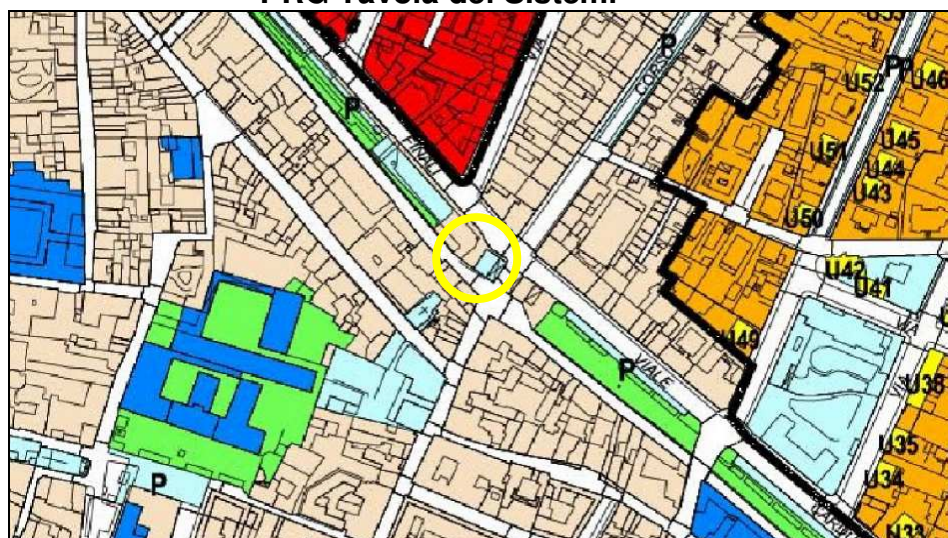 PRG Tavola dei Sistemi
U52
U46
P
P
CORSO
U45
U51
U44
U43
U50
U42
U41
U49
VIALE
P
U36
U35
U34
P
U33